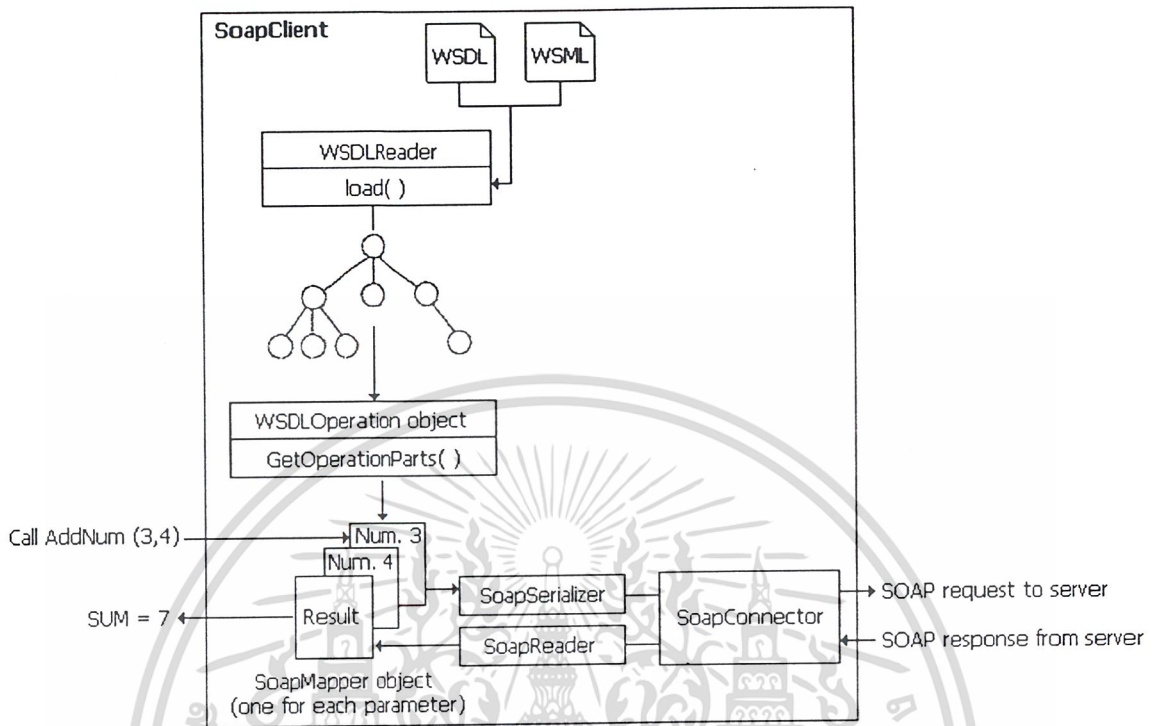 SoapClient
WSDL
WSML
WSDLReader
load( )
WSDLOperation object
GetOperationParts( )
Call AddNum (3,4)
Num. 3
Num. 4
Result
SUM = 7
SoapSerializer
SoapReader
SoapConnector
SOAP request to server
SOAP response from server
SoapMapper object
(one for each parameter)